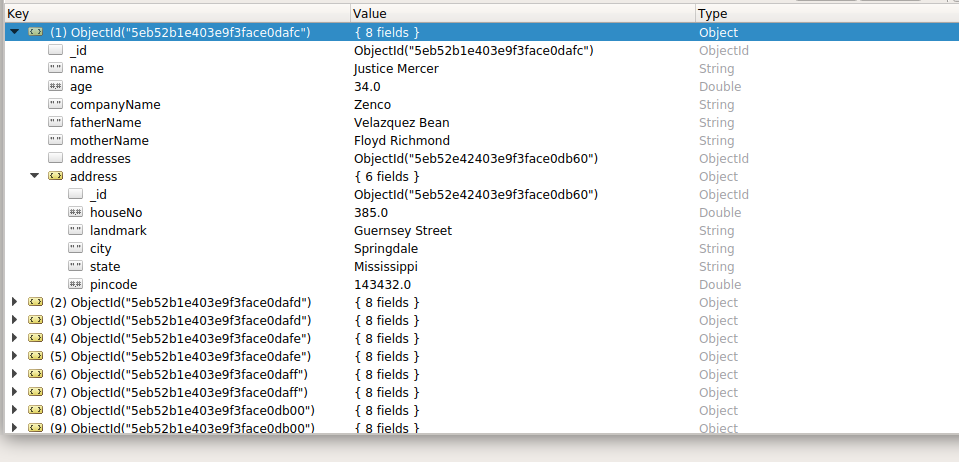 Key Value Type
(1) ObjectId("5eb52b1e403e9f3face0dafc") { 8 fields } Object
_id ObjectId("5eb52b1e403e9f3face0dafc") ObjectId
"" name Justice Mercer String
## age 34.0 Double
"" companyName Zenco String
"" fatherName Velazquez Bean String
"" motherName Floyd Richmond String
addresses ObjectId("5eb52e42403e9f3face0db60") ObjectId
address { 6 fields } Object
_id ObjectId("5eb52e42403e9f3face0db60") ObjectId
## houseNo 385.0 Double
"" landmark Guernsey Street String
"" city Springdale String
"" state Mississippi String
## pincode 143432.0 Double
(2) ObjectId("5eb52b1e403e9f3face0dafd") { 8 fields } Object
(3) ObjectId("5eb52b1e403e9f3face0dafd") { 8 fields } Object
(4) ObjectId("5eb52b1e403e9f3face0dafe") { 8 fields } Object
(5) ObjectId("5eb52b1e403e9f3face0dafe") { 8 fields } Object
(6) ObjectId("5eb52b1e403e9f3face0daff") { 8 fields } Object
(7) ObjectId("5eb52b1e403e9f3face0daff") { 8 fields } Object
(8) ObjectId("5eb52b1e403e9f3face0db00") { 8 fields } Object
(9) ObjectId("5eb52b1e403e9f3face0db00") { 8 fields } Object